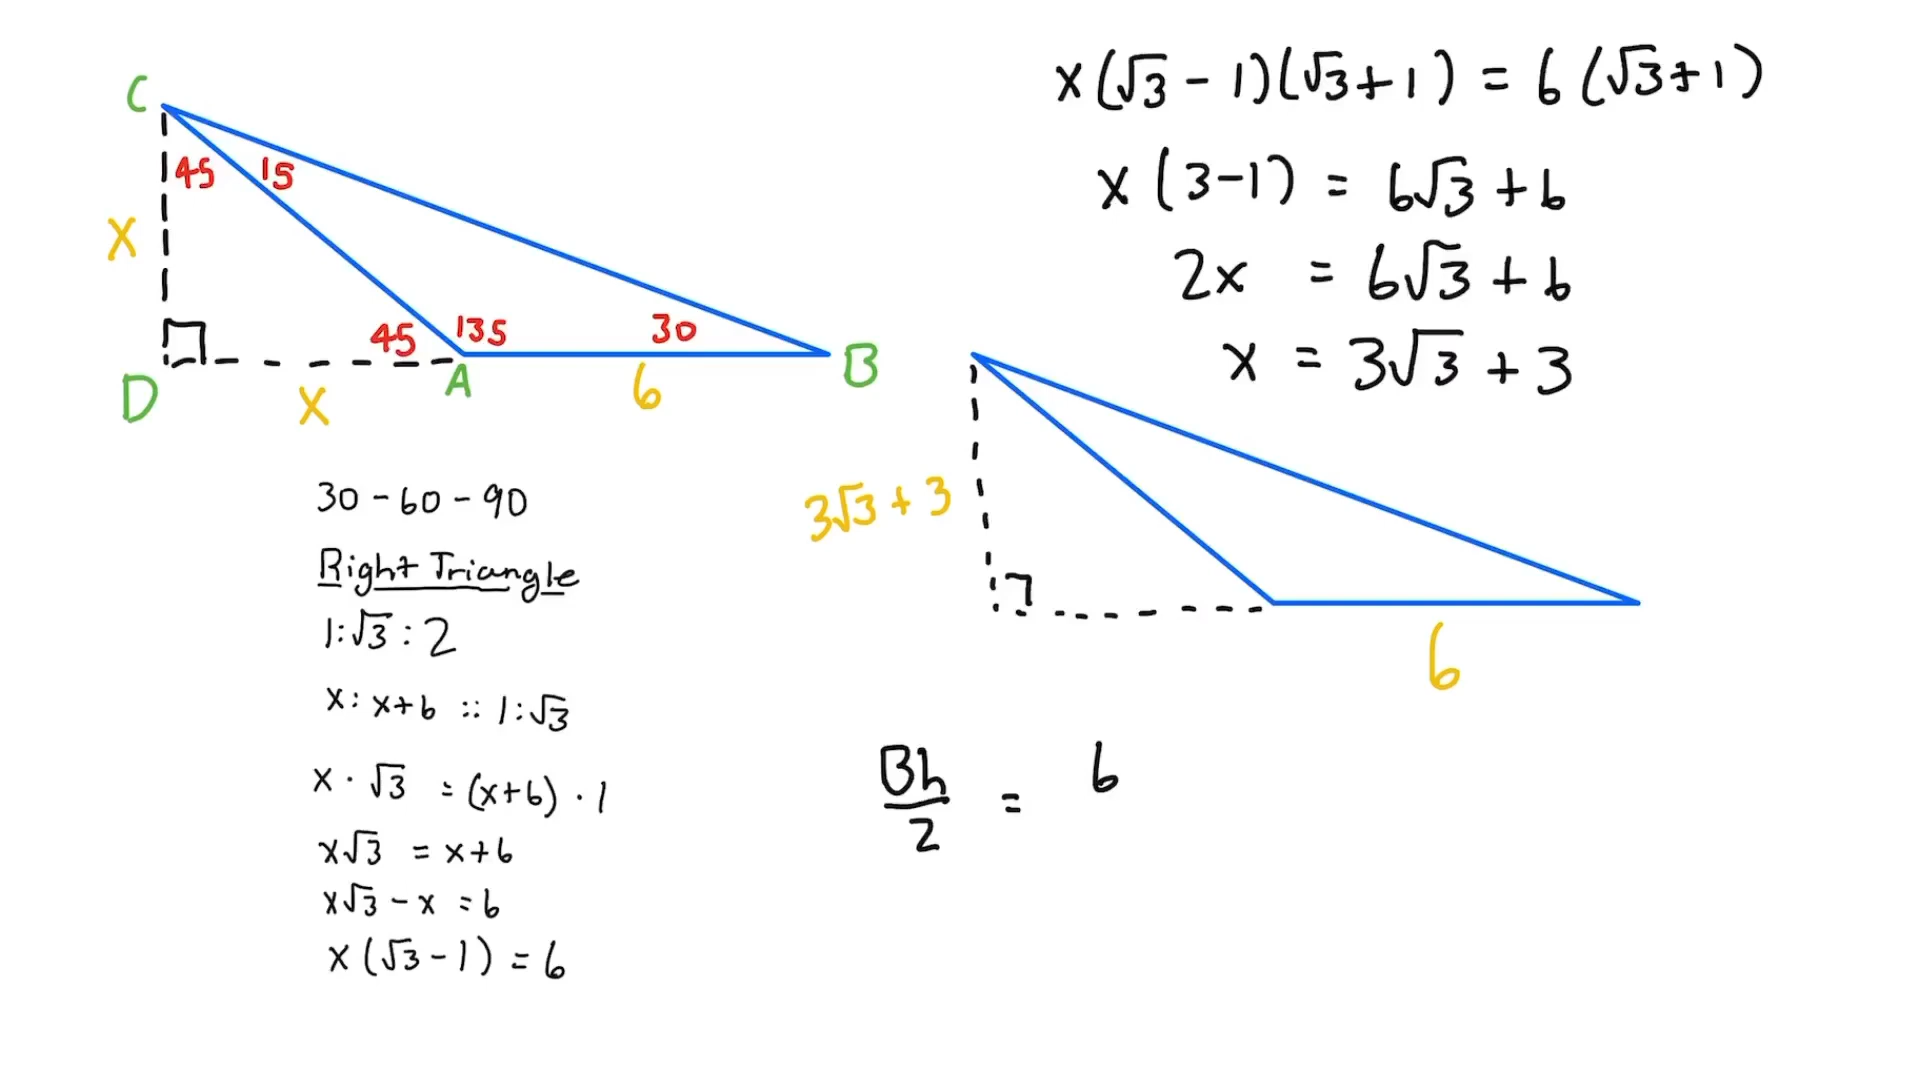 C
45 15
X
45 135 30
D X A 6 B
30 - 60 - 90
Right Triangle
1:√3 : 2
x: x+6 :: 1:√3
x · √3 = (x+6) · 1
x√3 = x+6
x√3 - x = 6
x (√3 - 1) = 6
x (√3 - 1)(√3 + 1) = 6 (√3 + 1)
x (3-1) = 6√3 + 6
2x = 6√3 + 6
x = 3√3 + 3
3√3 + 3
6
Bh/2 = 6